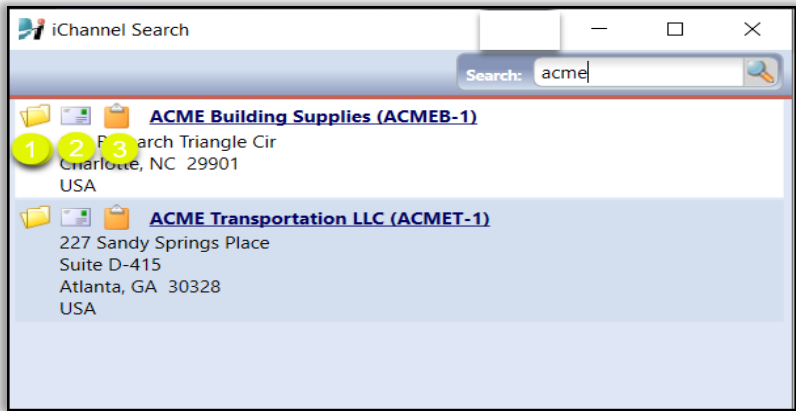 iChannel Search
Search: acme
ACME Building Supplies (ACMEB-1)
arch Triangle Cir
Charlotte, NC 29901
USA
1 2 3
ACME Transportation LLC (ACMET-1)
227 Sandy Springs Place
Suite D-415
Atlanta, GA 30328
USA